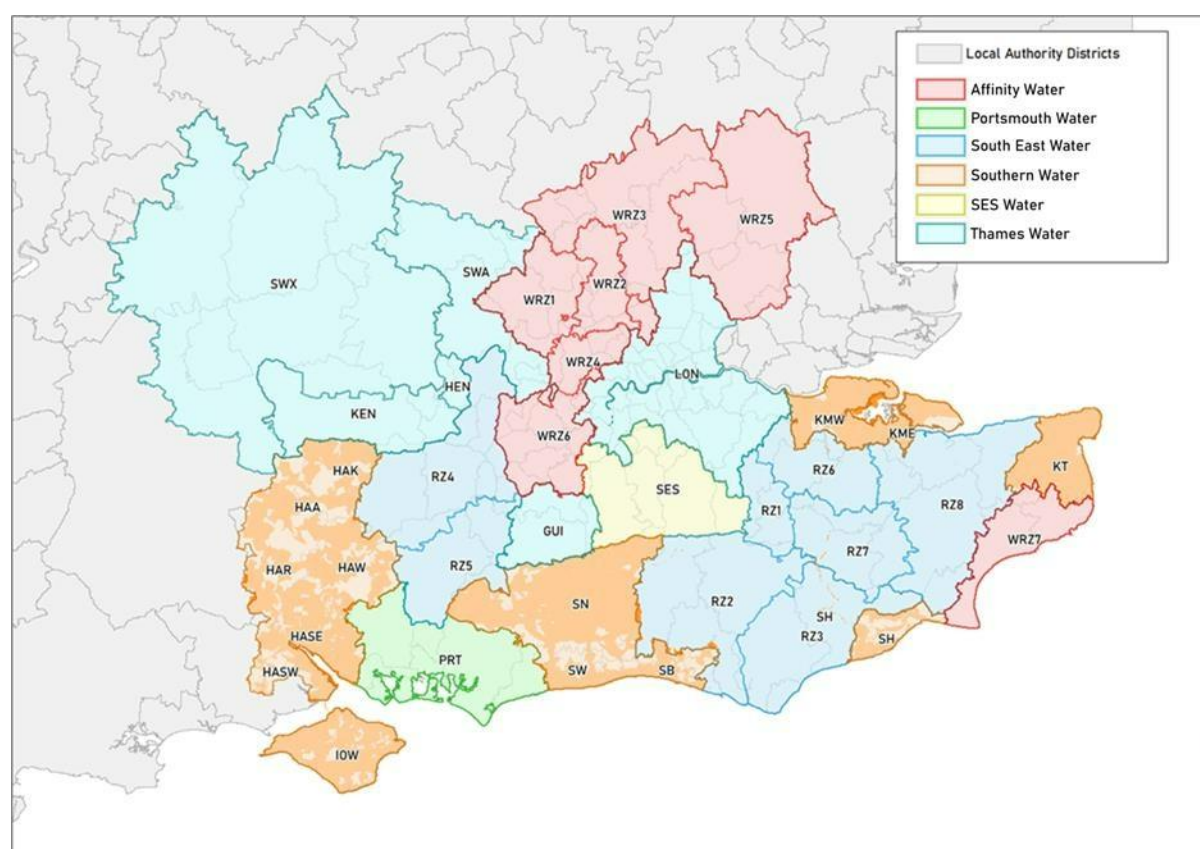 Local Authority Districts
Affinity Water
Portsmouth Water
South East Water
Southern Water
SES Water
Thames Water
WRZ3
WRZ5
SWA
SWX
WRZ1
WRZ2
WRZ4
LON
HEN
KEN
KMW
KME
WRZ6
HAK
RZ4
RZ6
KT
SES
HAA
RZ1
RZ8
GUI
WRZ7
RZ7
HAR
HAW
RZ5
SN
RZ2
SH
HASE
RZ3
SH
PRT
HASW
SW
SB
IOW